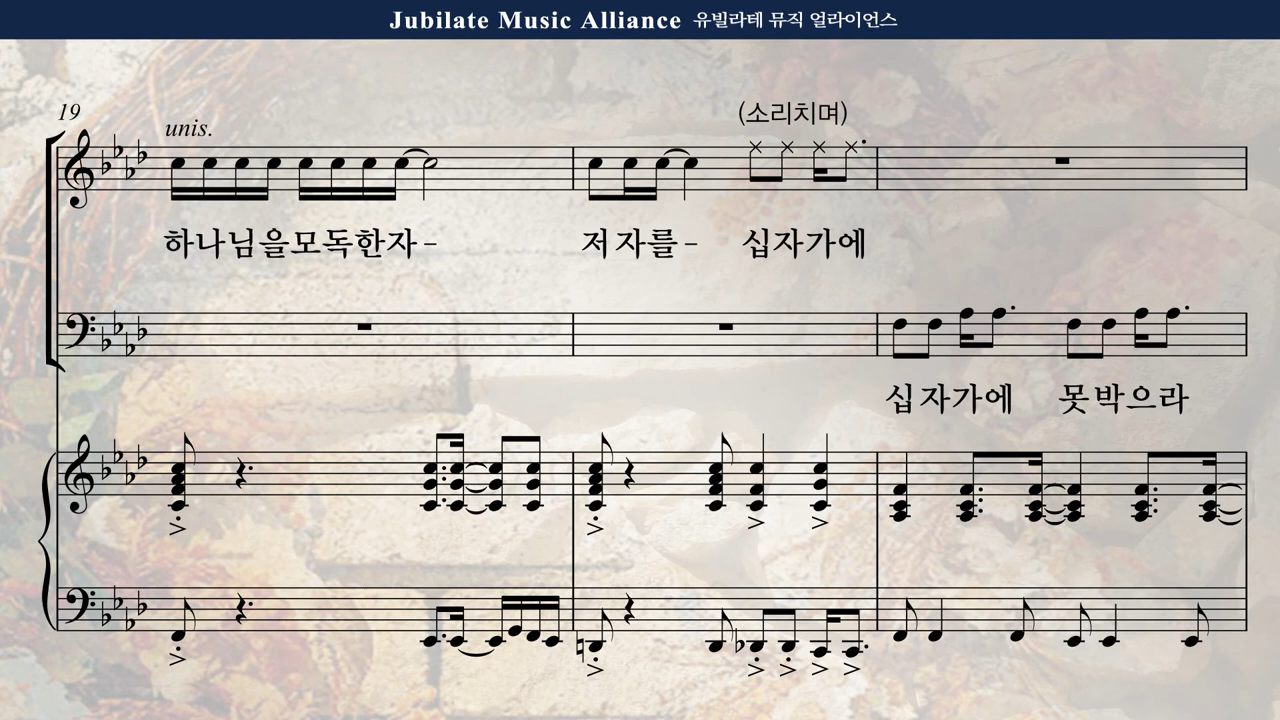 Jubilate Music Alliance 유빌라테 뮤직 얼라이언스
19
unis.
(소리치며)
하나님을모독한자- 저자를- 십자가에
십자가에 못박으라